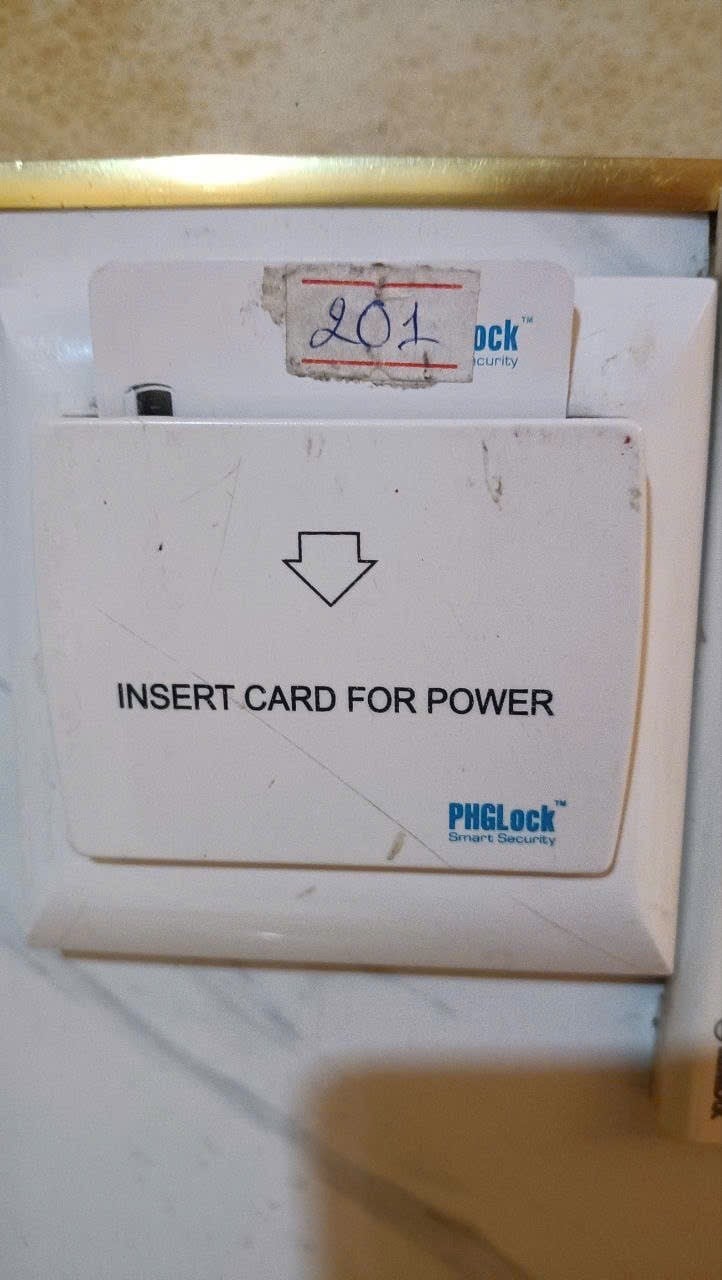 201
ock™
curity
INSERT CARD FOR POWER
PHGLock™
Smart Security